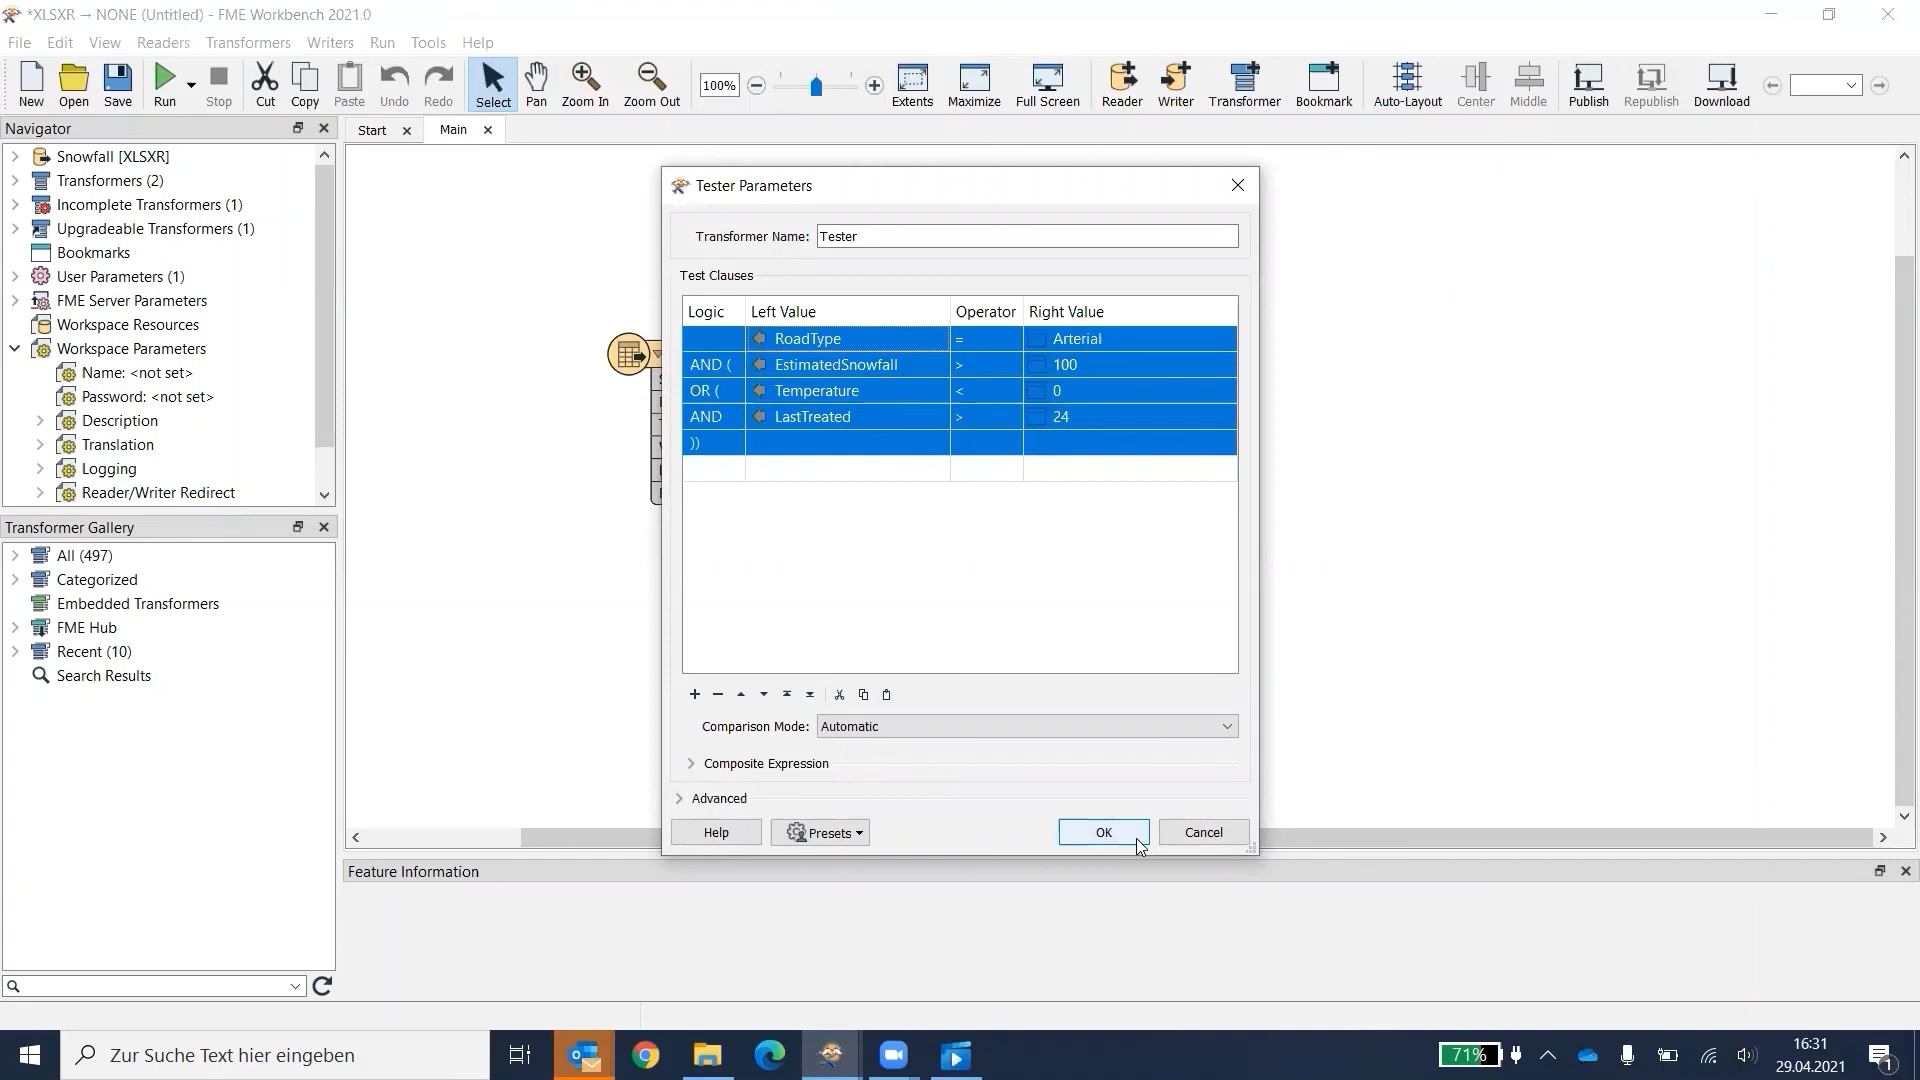 *XLSXR → NONE (Untitled) - FME Workbench 2021.0
File Edit View Readers Transformers Writers Run Tools Help
New Open Save Run Stop Cut Copy Paste Undo Redo Select Pan Zoom In Zoom Out 100% Extents Maximize Full Screen Reader Writer Transformer Bookmark Auto-Layout Center Middle Publish Republish Download
Navigator
Snowfall [XLSXR]
Transformers (2)
Incomplete Transformers (1)
Upgradeable Transformers (1)
Bookmarks
User Parameters (1)
FME Server Parameters
Workspace Resources
Workspace Parameters
Name: <not set>
Password: <not set>
Description
Translation
Logging
Reader/Writer Redirect
Transformer Gallery
All (497)
Categorized
Embedded Transformers
FME Hub
Recent (10)
Search Results
Start Main
Tester Parameters
Transformer Name: Tester
Test Clauses
Logic Left Value Operator Right Value
RoadType = Arterial
AND ( EstimatedSnowfall > 100
OR ( Temperature < 0
AND LastTreated > 24
))
Comparison Mode: Automatic
Composite Expression
Advanced
Help Presets OK Cancel
Feature Information
Zur Suche Text hier eingeben
71%
16:31
29.04.2021
1